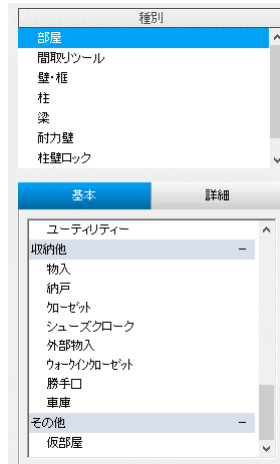 種別
部屋
間取りツール
壁・框
柱
梁
耐力壁
柱壁ロック
基本 詳細
ユーティリティー
収納他 −
物入
納戸
クローゼット
シューズクローク
外部物入
ウォークインクローゼット
勝手口
車庫
その他 −
仮部屋